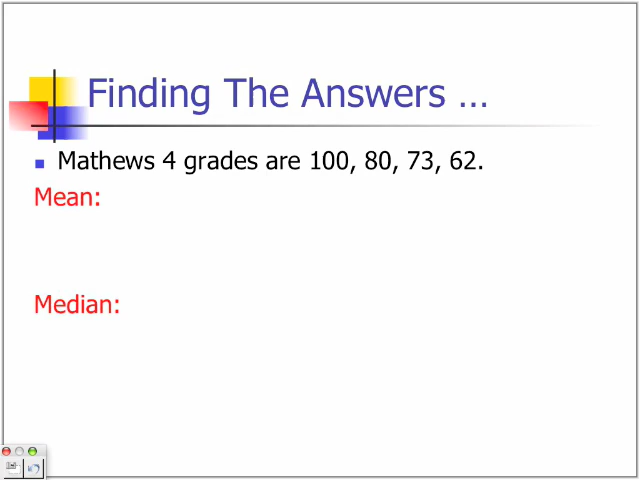 Finding The Answers ...
Mathews 4 grades are 100, 80, 73, 62.
Mean:
Median: